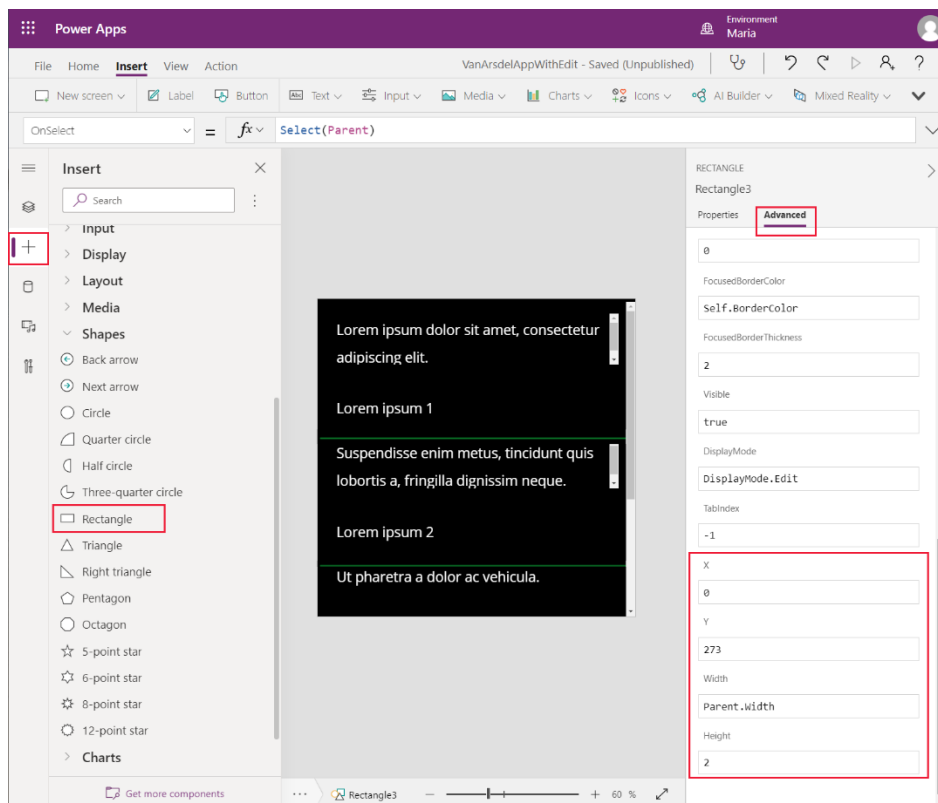 Power Apps
Environment
Maria
File Home Insert View Action
VanArsdelAppWithEdit - Saved (Unpublished)
New screen Label Button Text Input Media Charts Icons AI Builder Mixed Reality
OnSelect = fx Select(Parent)
Insert
Search
Input
Display
Layout
Media
Shapes
Back arrow
Next arrow
Circle
Quarter circle
Half circle
Three-quarter circle
Rectangle
Triangle
Right triangle
Pentagon
Octagon
5-point star
6-point star
8-point star
12-point star
Charts
Get more components
Lorem ipsum dolor sit amet, consectetur
adipiscing elit.
Lorem ipsum 1
Suspendisse enim metus, tincidunt quis
lobortis a, fringilla dignissim neque.
Lorem ipsum 2
Ut pharetra a dolor ac vehicula.
Rectangle3
60 %
RECTANGLE
Rectangle3
Properties Advanced
0
FocusedBorderColor
Self.BorderColor
FocusedBorderThickness
2
Visible
true
DisplayMode
DisplayMode.Edit
TabIndex
-1
X
0
Y
273
Width
Parent.Width
Height
2